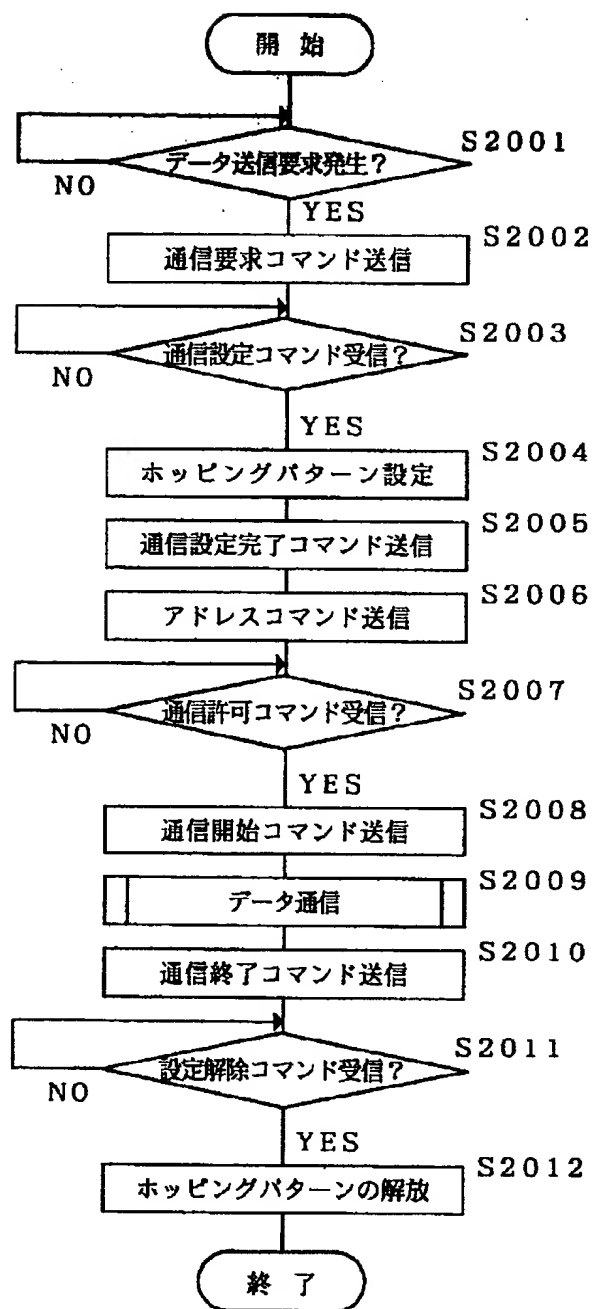 開 始
データ送信要求発生？
S2001
NO
YES
通信要求コマンド送信
S2002
通信設定コマンド受信？
S2003
NO
YES
ホッピングパターン設定
S2004
通信設定完了コマンド送信
S2005
アドレスコマンド送信
S2006
通信許可コマンド受信？
S2007
NO
YES
通信開始コマンド送信
S2008
データ通信
S2009
通信終了コマンド送信
S2010
設定解除コマンド受信？
S2011
NO
YES
ホッピングパターンの解放
S2012
終 了